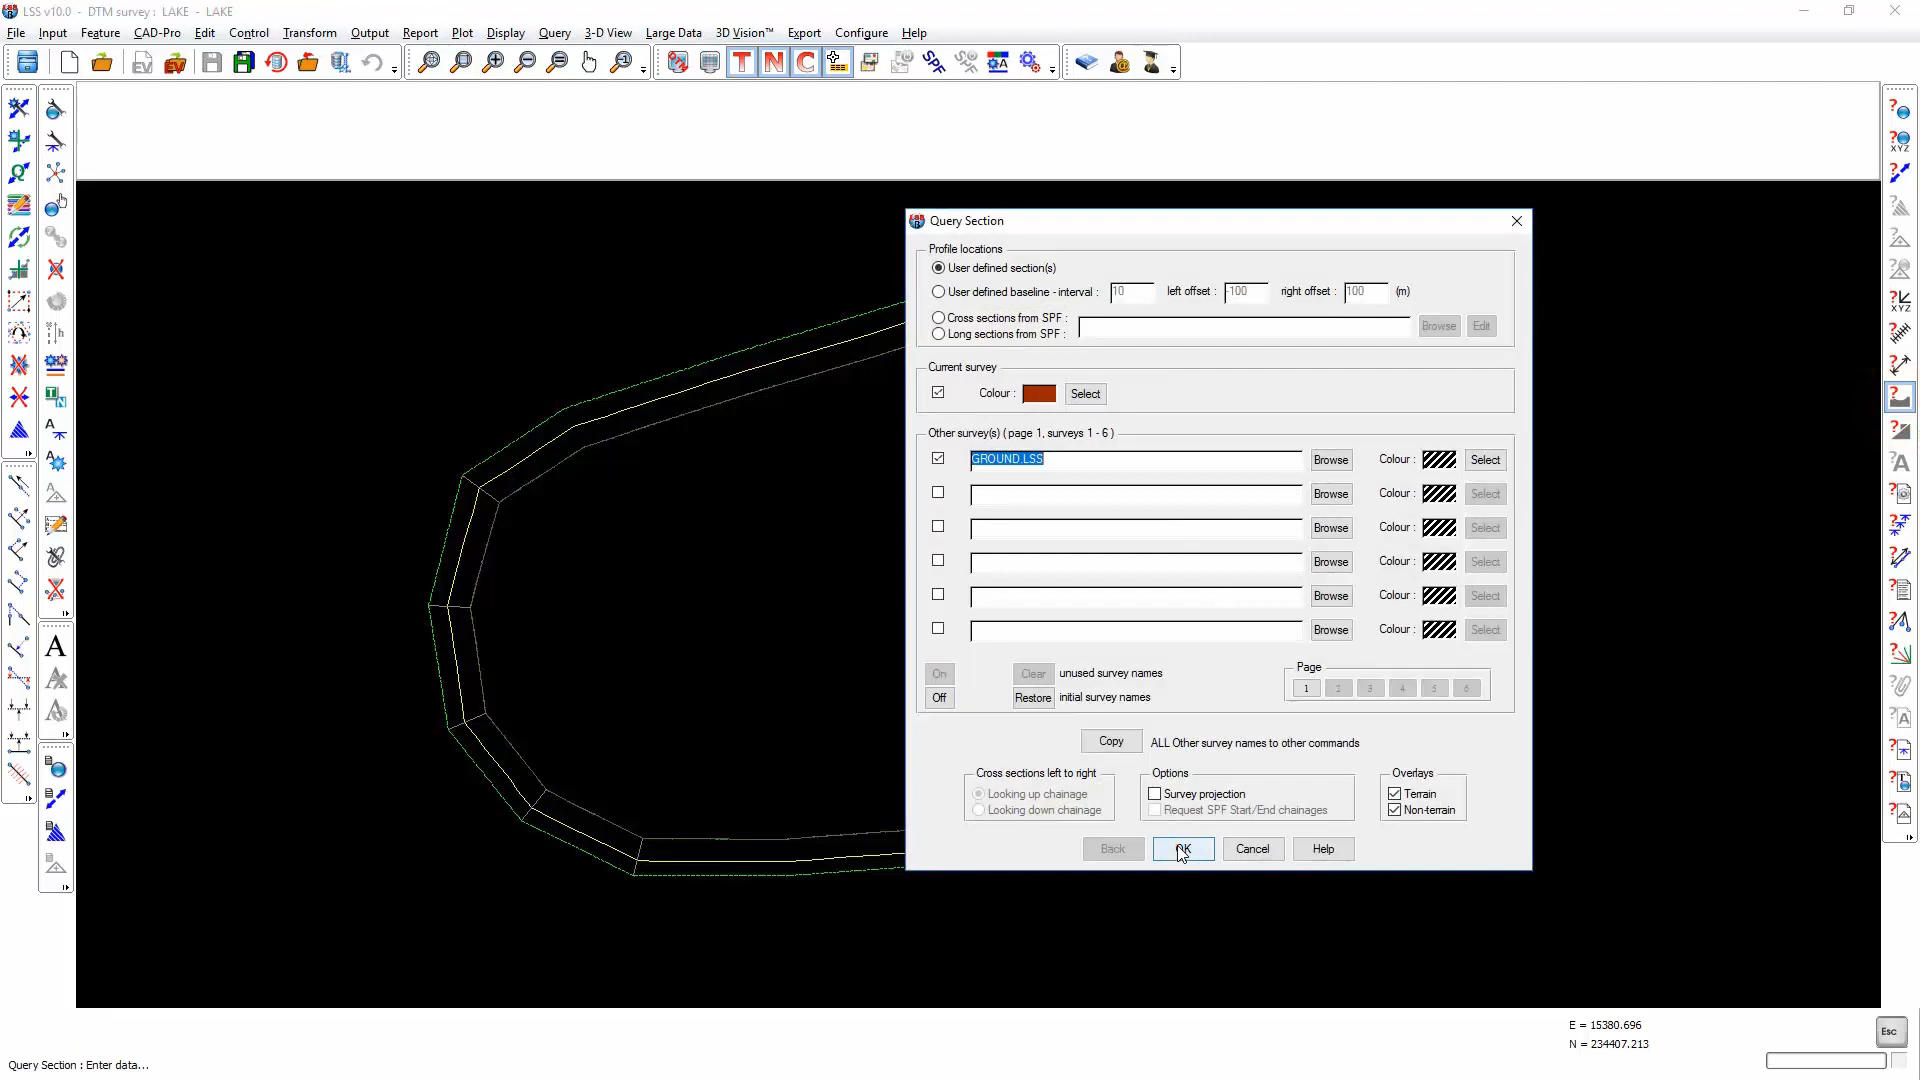 LSS v10.0 - DTM survey : LAKE - LAKE
File Input Feature CAD-Pro Edit Control Transform Output Report Plot Display Query 3-D View Large Data 3D Vision™ Export Configure Help
EV EV T N C SPF SPF A
Query Section
Profile locations
User defined section(s)
User defined baseline - interval : 10 left offset : -100 right offset : 100 (m)
Cross sections from SPF :
Long sections from SPF :
Browse Edit
Current survey
Colour : Select
Other survey(s) ( page 1, surveys 1 - 6 )
GROUND.LSS Browse Colour : Select
Browse Colour : Select
Browse Colour : Select
Browse Colour : Select
Browse Colour : Select
Browse Colour : Select
On Clear unused survey names
Off Restore initial survey names
Page
1 2 3 4 5 6
Copy ALL Other survey names to other commands
Cross sections left to right
Looking up chainage
Looking down chainage
Options
Survey projection
Request SPF Start/End chainages
Overlays
Terrain
Non-terrain
Back OK Cancel Help
E = 15380.696
N = 234407.213
Esc
Query Section : Enter data...